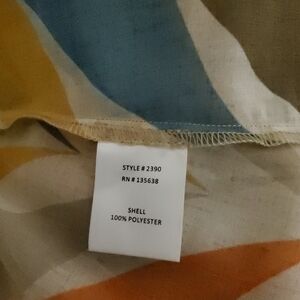 STYLE # 2390
RN # 135638
SHELL
100% POLYESTER